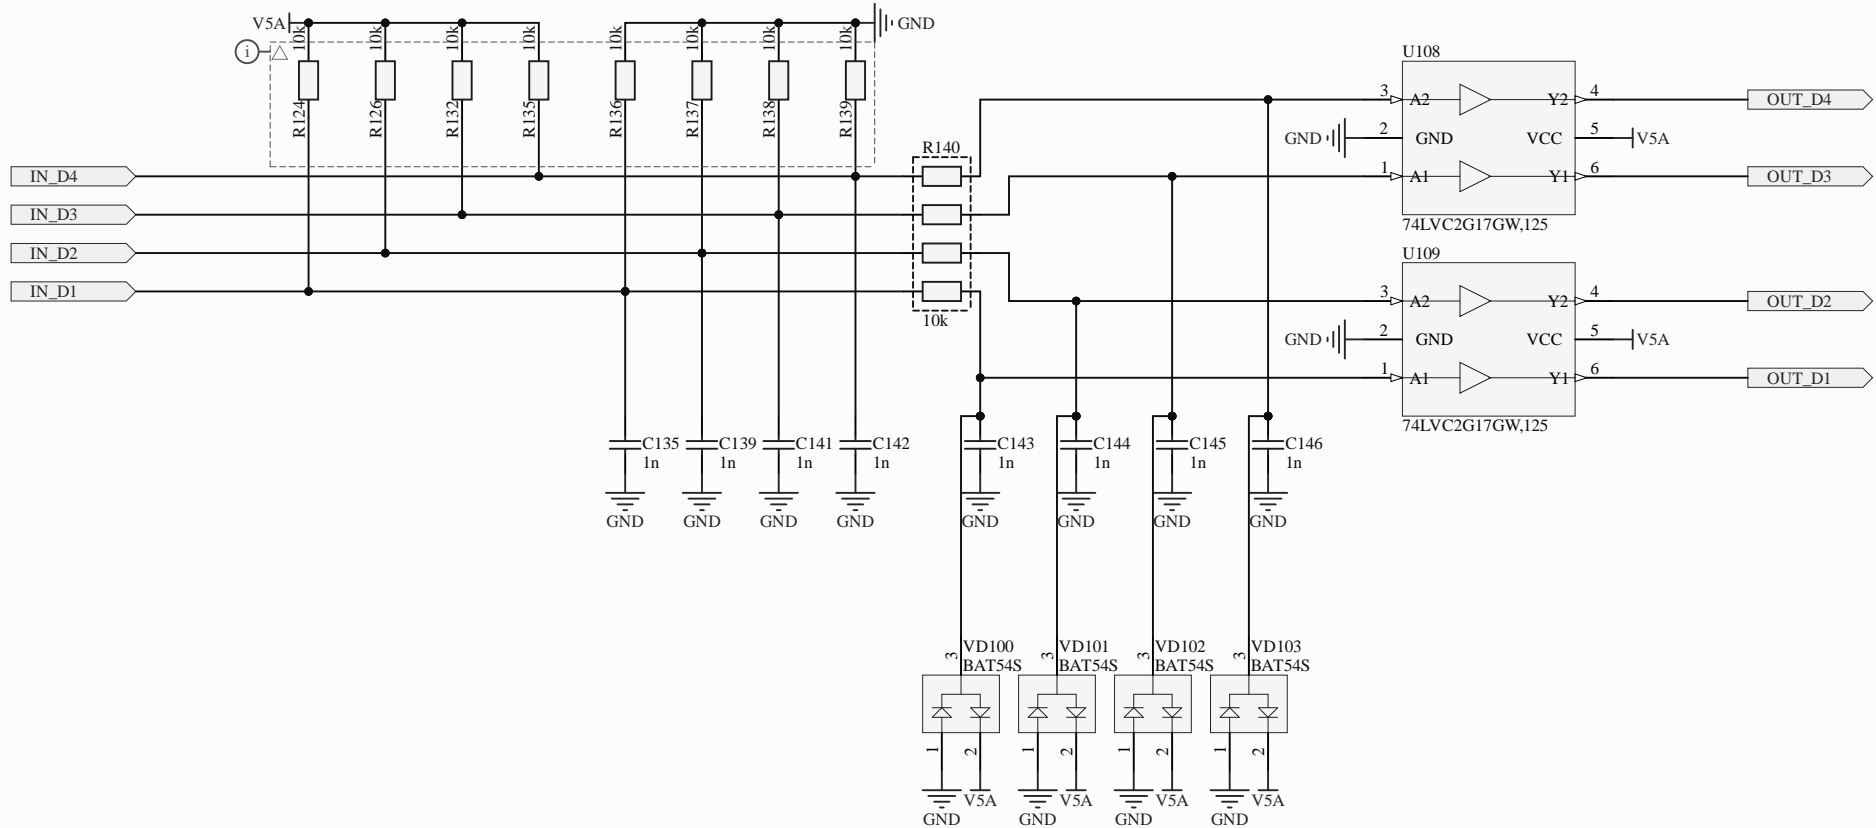 V5A
10k
10k
10k
10k
10k
10k
10k
10k
GND
i
R124
R126
R132
R135
R136
R137
R138
R139
IN_D4
IN_D3
IN_D2
IN_D1
R140
10k
U108
3 A2 Y2 4
OUT_D4
GND 2 GND VCC 5 V5A
1 A1 Y1 6
OUT_D3
74LVC2G17GW,125
U109
3 A2 Y2 4
OUT_D2
GND 2 GND VCC 5 V5A
1 A1 Y1 6
OUT_D1
74LVC2G17GW,125
C135
1n
GND
C139
1n
GND
C141
1n
GND
C142
1n
GND
C143
1n
GND
C144
1n
GND
C145
1n
GND
C146
1n
GND
VD100
BAT54S
3
1
2
GND
V5A
VD101
BAT54S
3
1
2
GND
V5A
VD102
BAT54S
3
1
2
GND
V5A
VD103
BAT54S
3
1
2
GND
V5A